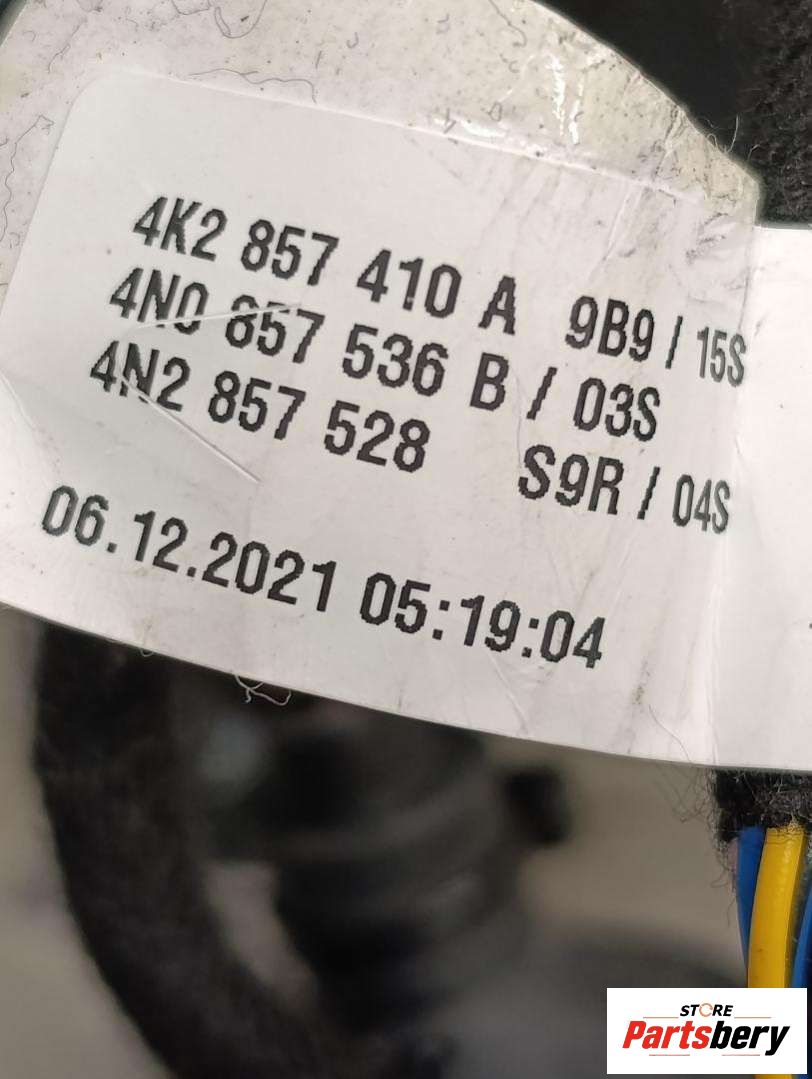 4K2 857 410 A 9B9 / 15S
4N0 857 536 B / 03S
4N2 857 528 S9R / 04S
06.12.2021 05:19:04
STORE
Partsbery